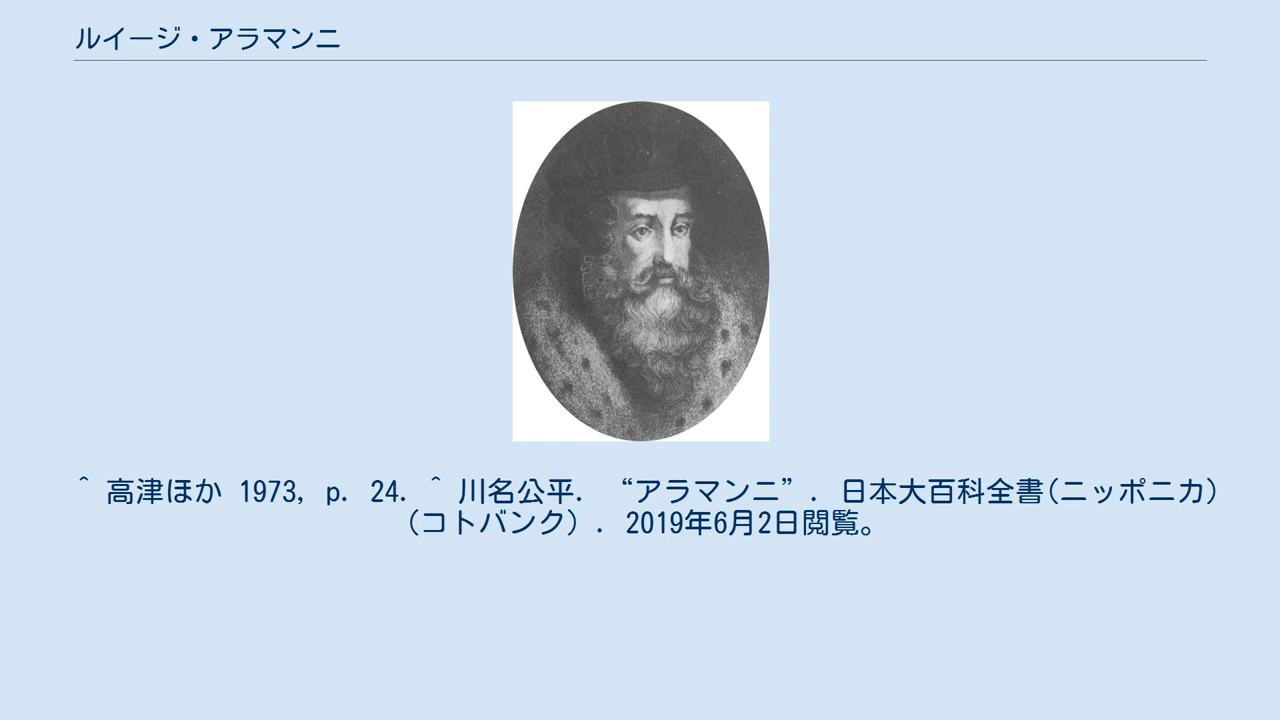 ルイージ・アラマンニ
^ 高津ほか 1973, p. 24. ^ 川名公平. “アラマンニ”. 日本大百科全書(ニッポニカ)
(コトバンク). 2019年6月2日閲覧。